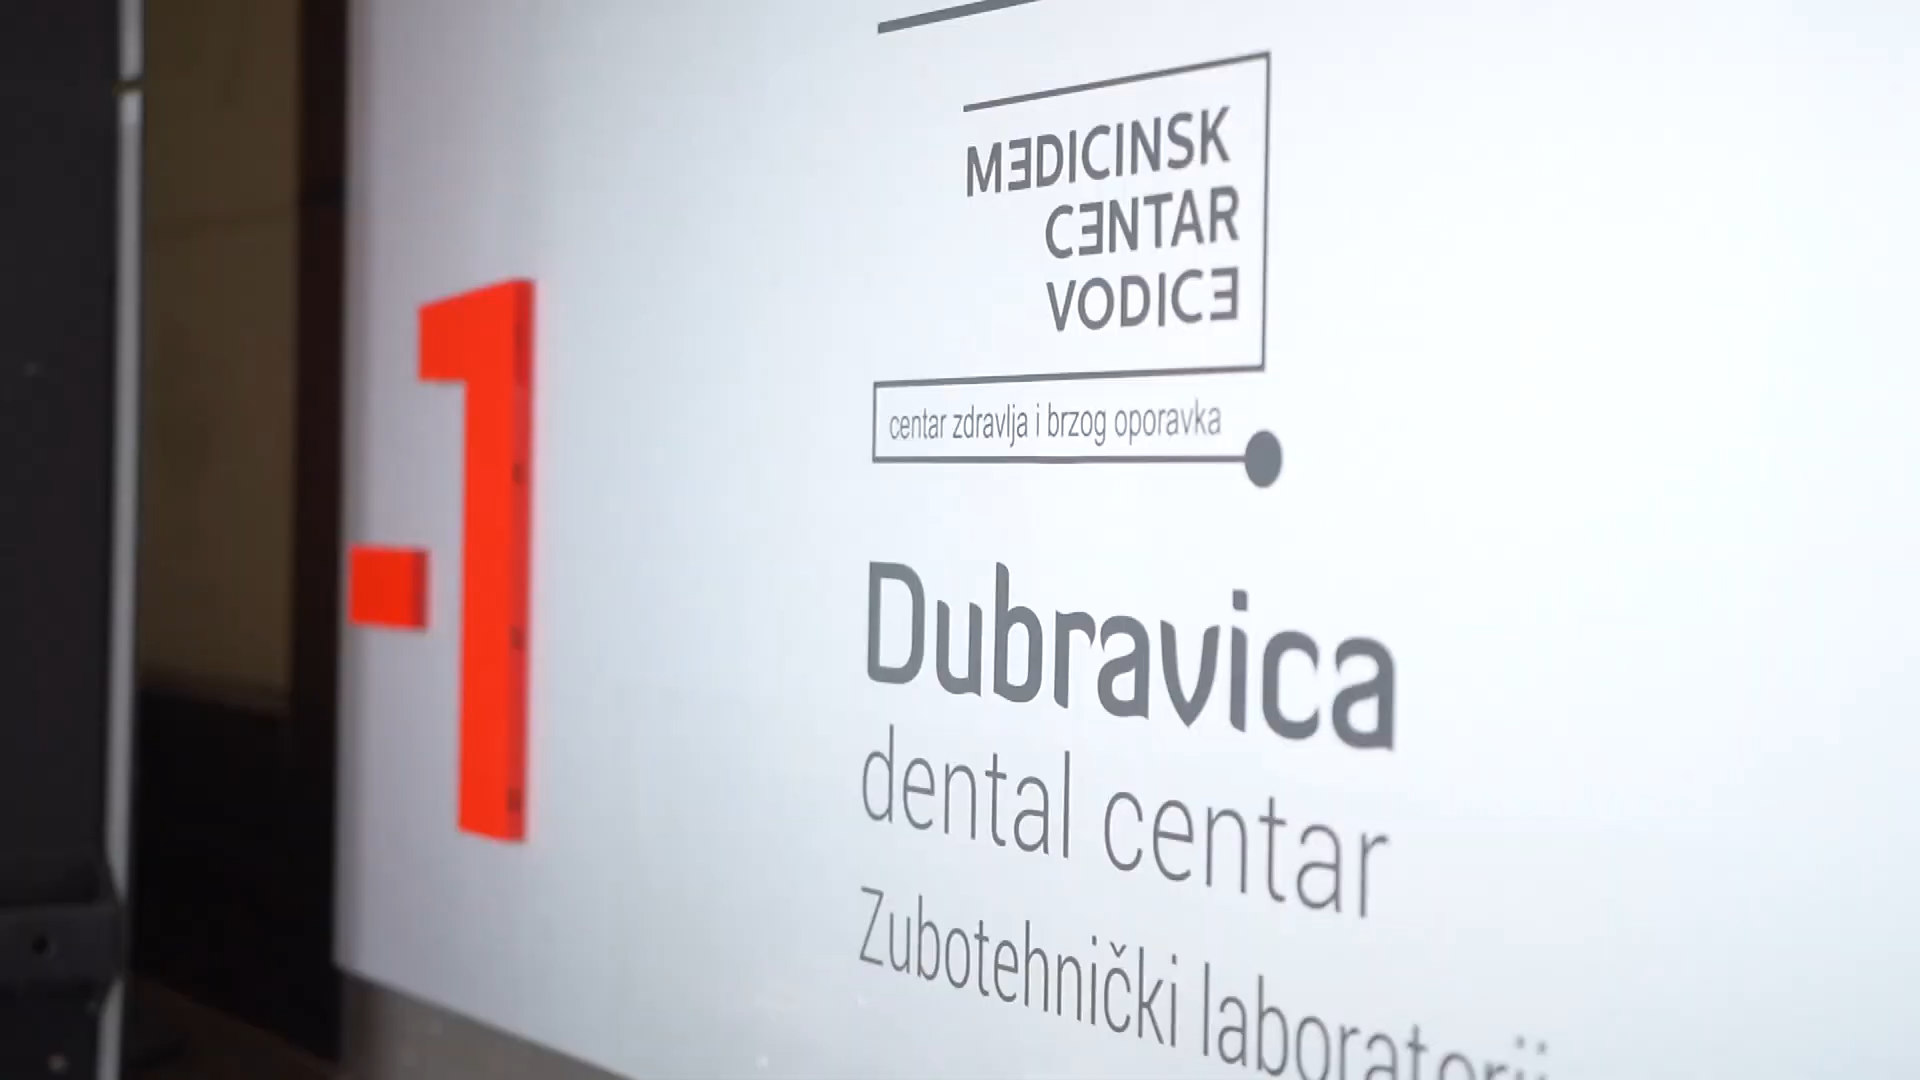 -1
MEDICINSK
CENTAR
VODICE
centar zdravlja i brzog oporavka
Dubravica
dental centar
Zubotehnički